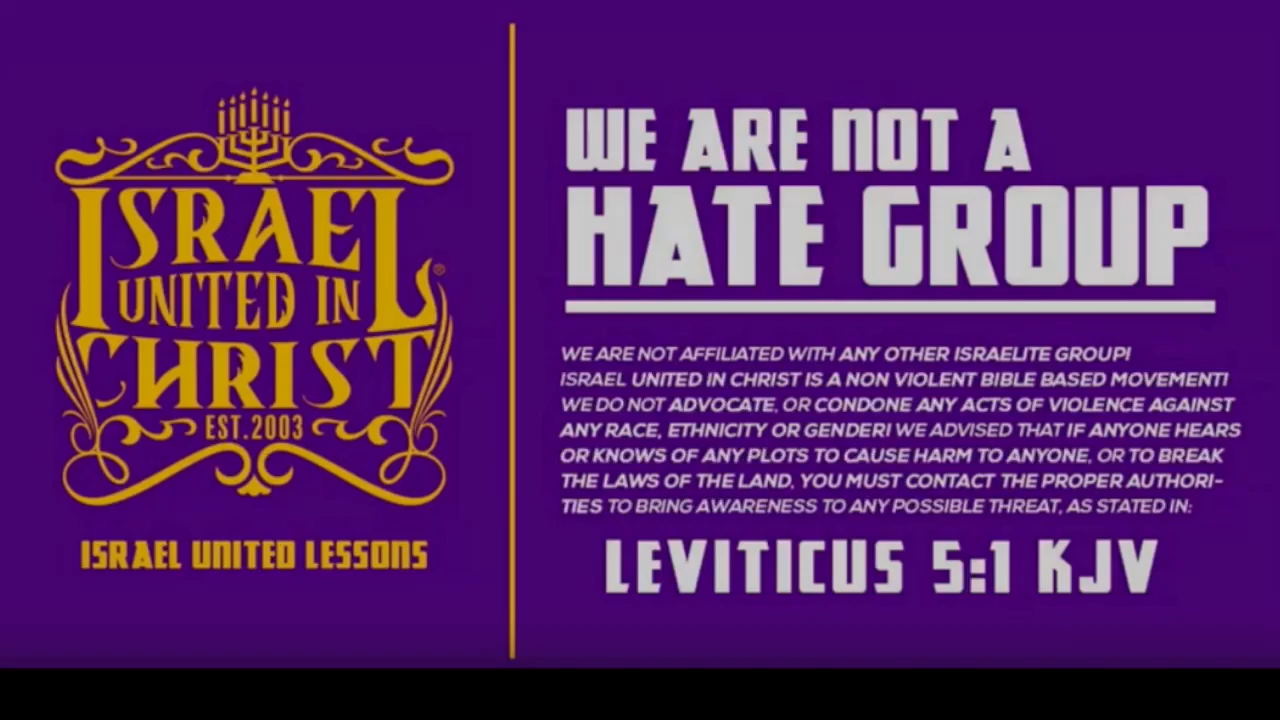 ISRAEL
UNITED IN
CHRIST
EST.2003
ISRAEL UNITED LESSONS
WE ARE NOT A
HATE GROUP
WE ARE NOT AFFILIATED WITH ANY OTHER ISRAELITE GROUP!
ISRAEL UNITED IN CHRIST IS A NON VIOLENT BIBLE BASED MOVEMENT!
WE DO NOT ADVOCATE, OR CONDONE ANY ACTS OF VIOLENCE AGAINST
ANY RACE, ETHNICITY OR GENDER! WE ADVISED THAT IF ANYONE HEARS
OR KNOWS OF ANY PLOTS TO CAUSE HARM TO ANYONE, OR TO BREAK
THE LAWS OF THE LAND, YOU MUST CONTACT THE PROPER AUTHORI-
TIES TO BRING AWARENESS TO ANY POSSIBLE THREAT, AS STATED IN:
LEVITICUS 5:1 KJV